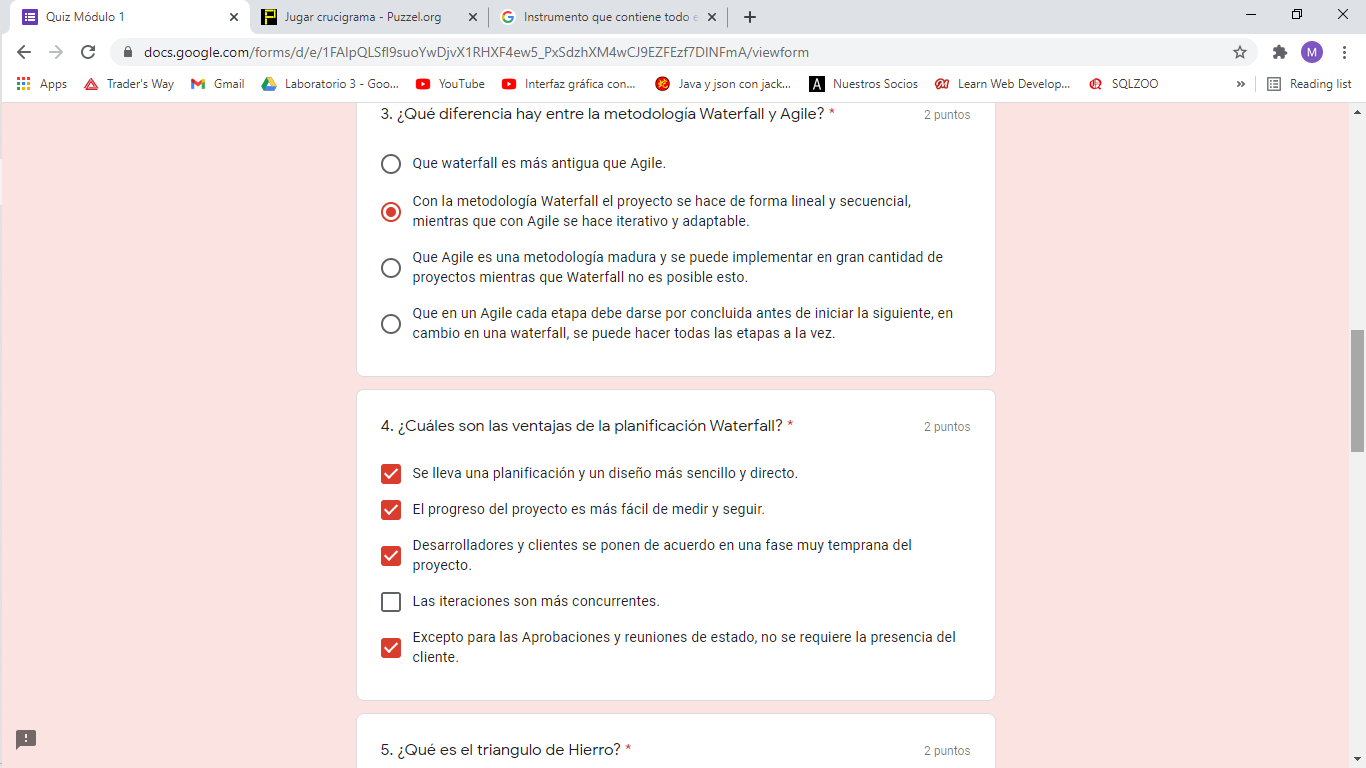 Quiz Módulo 1
Jugar crucigrama - Puzzel.org
Instrumento que contiene todo e
docs.google.com/forms/d/e/1FAIpQLSfl9suoYwDjvX1RHXF4ew5_PxSdzhXM4wCJ9EZFEzf7DINFmA/viewform
M
Apps
Trader's Way
Gmail
Laboratorio 3 - Goo...
YouTube
Interfaz gráfica con...
Java y json con jack...
A
Nuestros Socios
Learn Web Develop...
SQLZOO
»
Reading list
3. ¿Qué diferencia hay entre la metodología Waterfall y Agile? *
2 puntos
Que waterfall es más antigua que Agile.
Con la metodología Waterfall el proyecto se hace de forma lineal y secuencial,
mientras que con Agile se hace iterativo y adaptable.
Que Agile es una metodología madura y se puede implementar en gran cantidad de
proyectos mientras que Waterfall no es posible esto.
Que en un Agile cada etapa debe darse por concluida antes de iniciar la siguiente, en
cambio en una waterfall, se puede hacer todas las etapas a la vez.
4. ¿Cuáles son las ventajas de la planificación Waterfall? *
2 puntos
Se lleva una planificación y un diseño más sencillo y directo.
El progreso del proyecto es más fácil de medir y seguir.
Desarrolladores y clientes se ponen de acuerdo en una fase muy temprana del
proyecto.
Las iteraciones son más concurrentes.
Excepto para las Aprobaciones y reuniones de estado, no se requiere la presencia del
cliente.
5. ¿Qué es el triangulo de Hierro? *
2 puntos